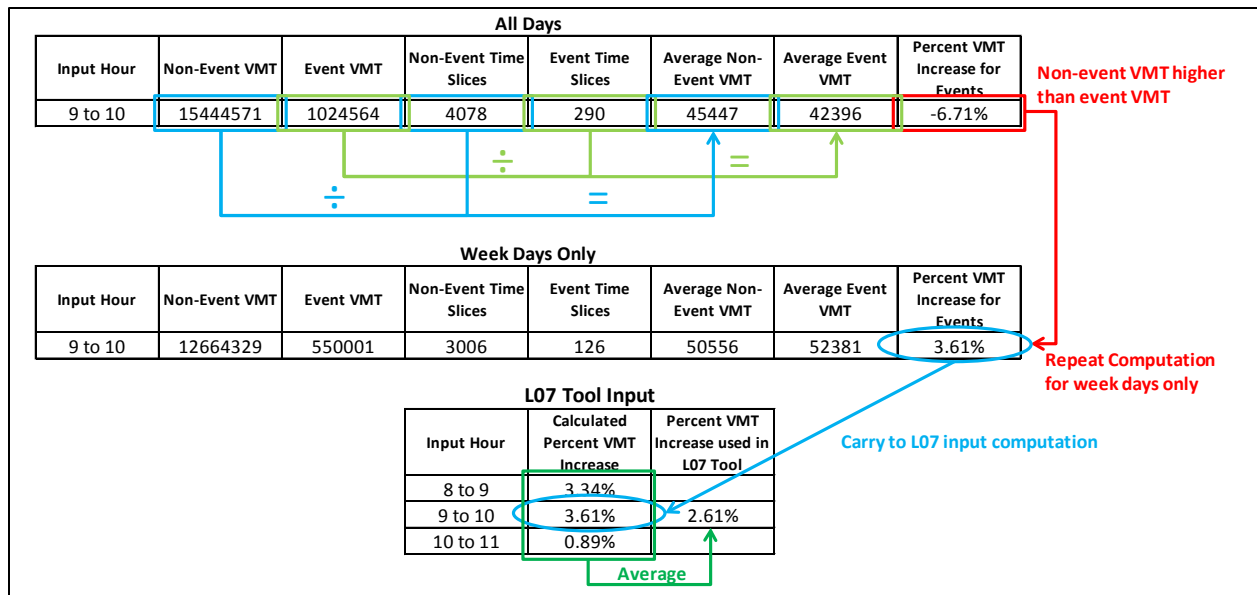 All Days
Input Hour Non-Event VMT Event VMT Non-Event Time Slices Event Time Slices Average Non-Event VMT Average Event VMT Percent VMT Increase for Events
9 to 10 15444571 1024564 4078 290 45447 42396 -6.71%
Non-event VMT higher
than event VMT
÷ =
÷ =
Week Days Only
Input Hour Non-Event VMT Event VMT Non-Event Time Slices Event Time Slices Average Non-Event VMT Average Event VMT Percent VMT Increase for Events
9 to 10 12664329 550001 3006 126 50556 52381 3.61%
Repeat Computation
for week days only
L07 Tool Input
Input Hour Calculated Percent VMT Increase Percent VMT Increase used in L07 Tool
Carry to L07 input computation
8 to 9 3.34%
9 to 10 3.61% 2.61%
10 to 11 0.89%
Average